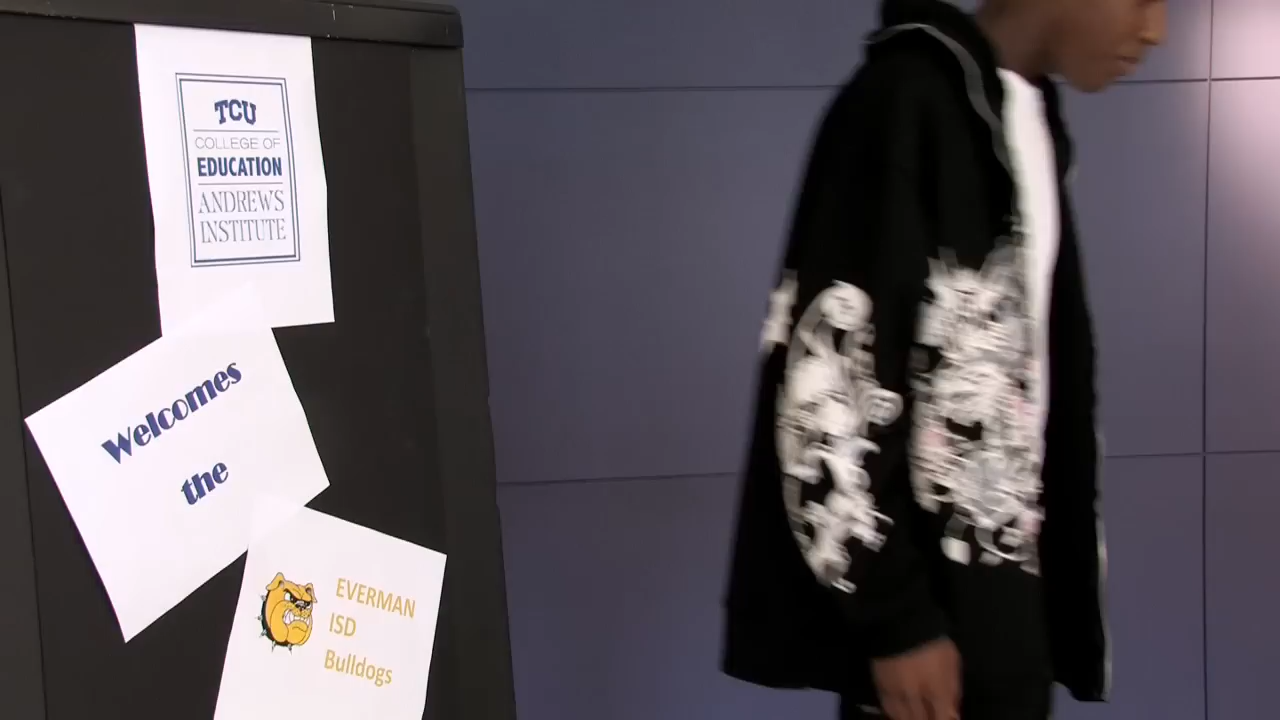 TCU
COLLEGE OF
EDUCATION
ANDREWS
INSTITUTE
Welcomes
the
EVERMAN
ISD
Bulldogs